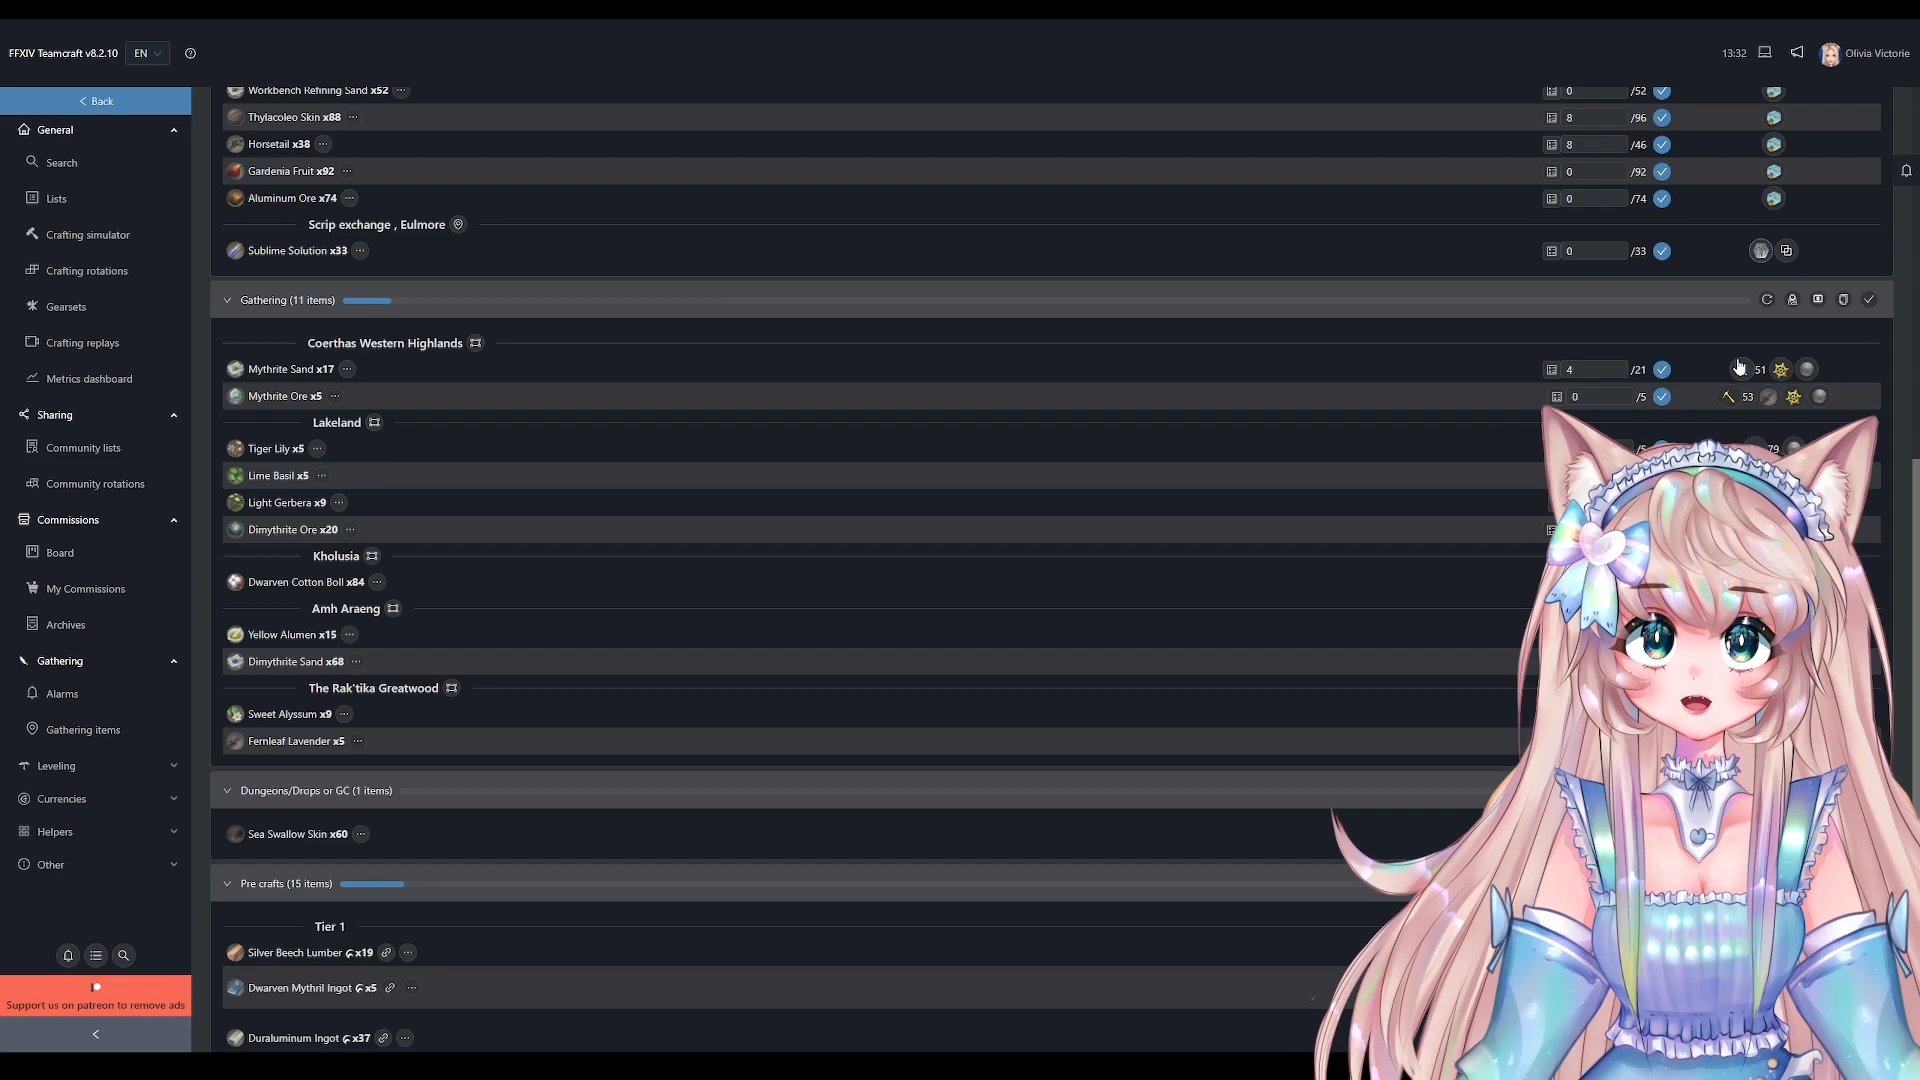 FFXIV Teamcraft v8.2.10 EN
13:32 Olivia Victorie
Back
General
Search
Lists
Crafting simulator
Crafting rotations
Gearsets
Crafting replays
Metrics dashboard
Sharing
Community lists
Community rotations
Commissions
Board
My Commissions
Archives
Gathering
Alarms
Gathering items
Leveling
Currencies
Helpers
Other
Support us on patreon to remove ads
Workbench Refining Sand x52 ... 0 /52
Thylacoleo Skin x88 ... 8 /96
Horsetail x38 ... 8 /46
Gardenia Fruit x92 ... 0 /92
Aluminum Ore x74 ... 0 /74
Scrip exchange , Eulmore
Sublime Solution x33 ... 0 /33
Gathering (11 items)
Coerthas Western Highlands
Mythrite Sand x17 ... 4 /21 51
Mythrite Ore x5 ... 0 /5 53
Lakeland
Tiger Lily x5 ... /5 79
Lime Basil x5 ...
Light Gerbera x9 ...
Dimythrite Ore x20 ...
Kholusia
Dwarven Cotton Boll x84 ...
Amh Araeng
Yellow Alumen x15 ...
Dimythrite Sand x68 ...
The Rak'tika Greatwood
Sweet Alyssum x9 ...
Fernleaf Lavender x5 ...
Dungeons/Drops or GC (1 items)
Sea Swallow Skin x60 ...
Pre crafts (15 items)
Tier 1
Silver Beech Lumber x19 ...
Dwarven Mythril Ingot x5 ...
Duraluminum Ingot x37 ...